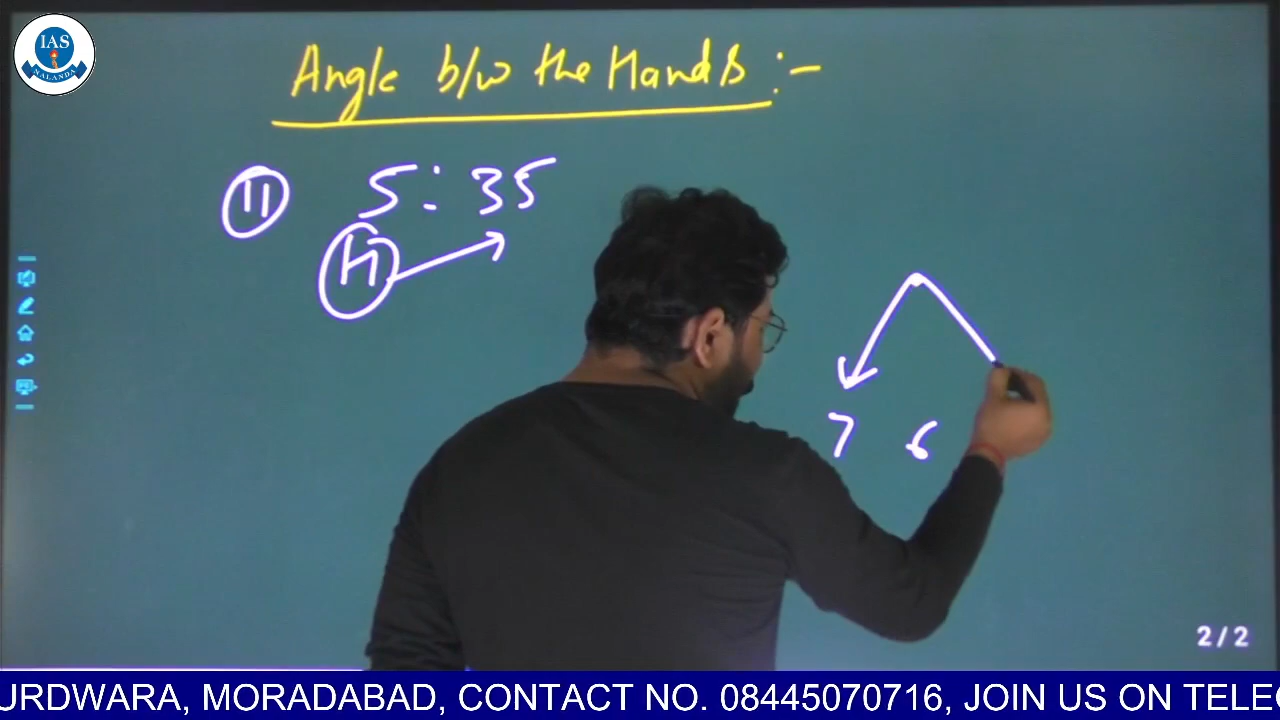 IAS
NALANDA
Angle b/w the Hands :-
11 5:35
H
7 6
2/2
URDWARA, MORADABAD, CONTACT NO. 08445070716, JOIN US ON TELE